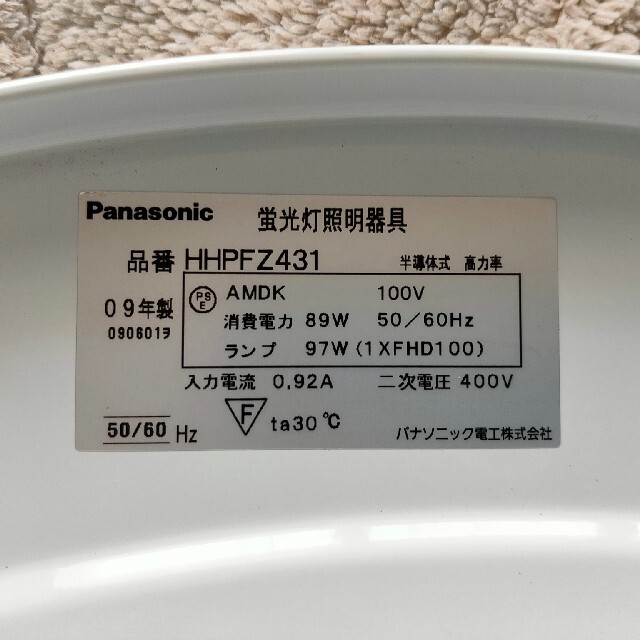 Panasonic 蛍光灯照明器具
品番 HHPFZ431 半導体式 高力率
09年製
090601ヲ
PS
E
AMDK 100V
消費電力 89W 50/60Hz
ランプ 97W (1XFHD100)
入力電流 0,92A 二次電圧 400V
50/60 Hz
F ta30℃
パナソニック電工株式会社